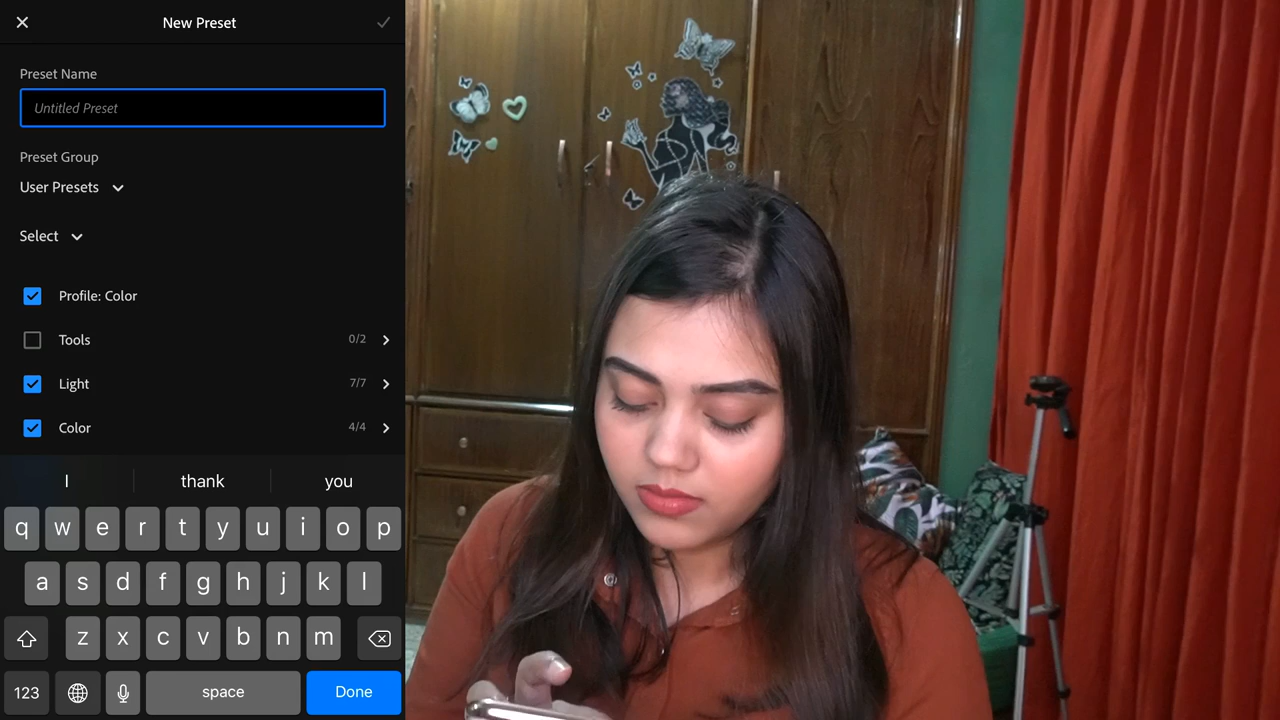 New Preset
Preset Name
Untitled Preset
Preset Group
User Presets
Select
Profile: Color
Tools 0/2
Light 7/7
Color 4/4
I thank you
q w e r t y u i o p
a s d f g h j k l
z x c v b n m
123 space Done